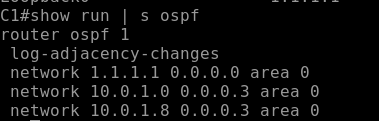 C1#show run | s ospf
router ospf 1
 log-adjacency-changes
 network 1.1.1.1 0.0.0.0 area 0
 network 10.0.1.0 0.0.0.3 area 0
 network 10.0.1.8 0.0.0.3 area 0